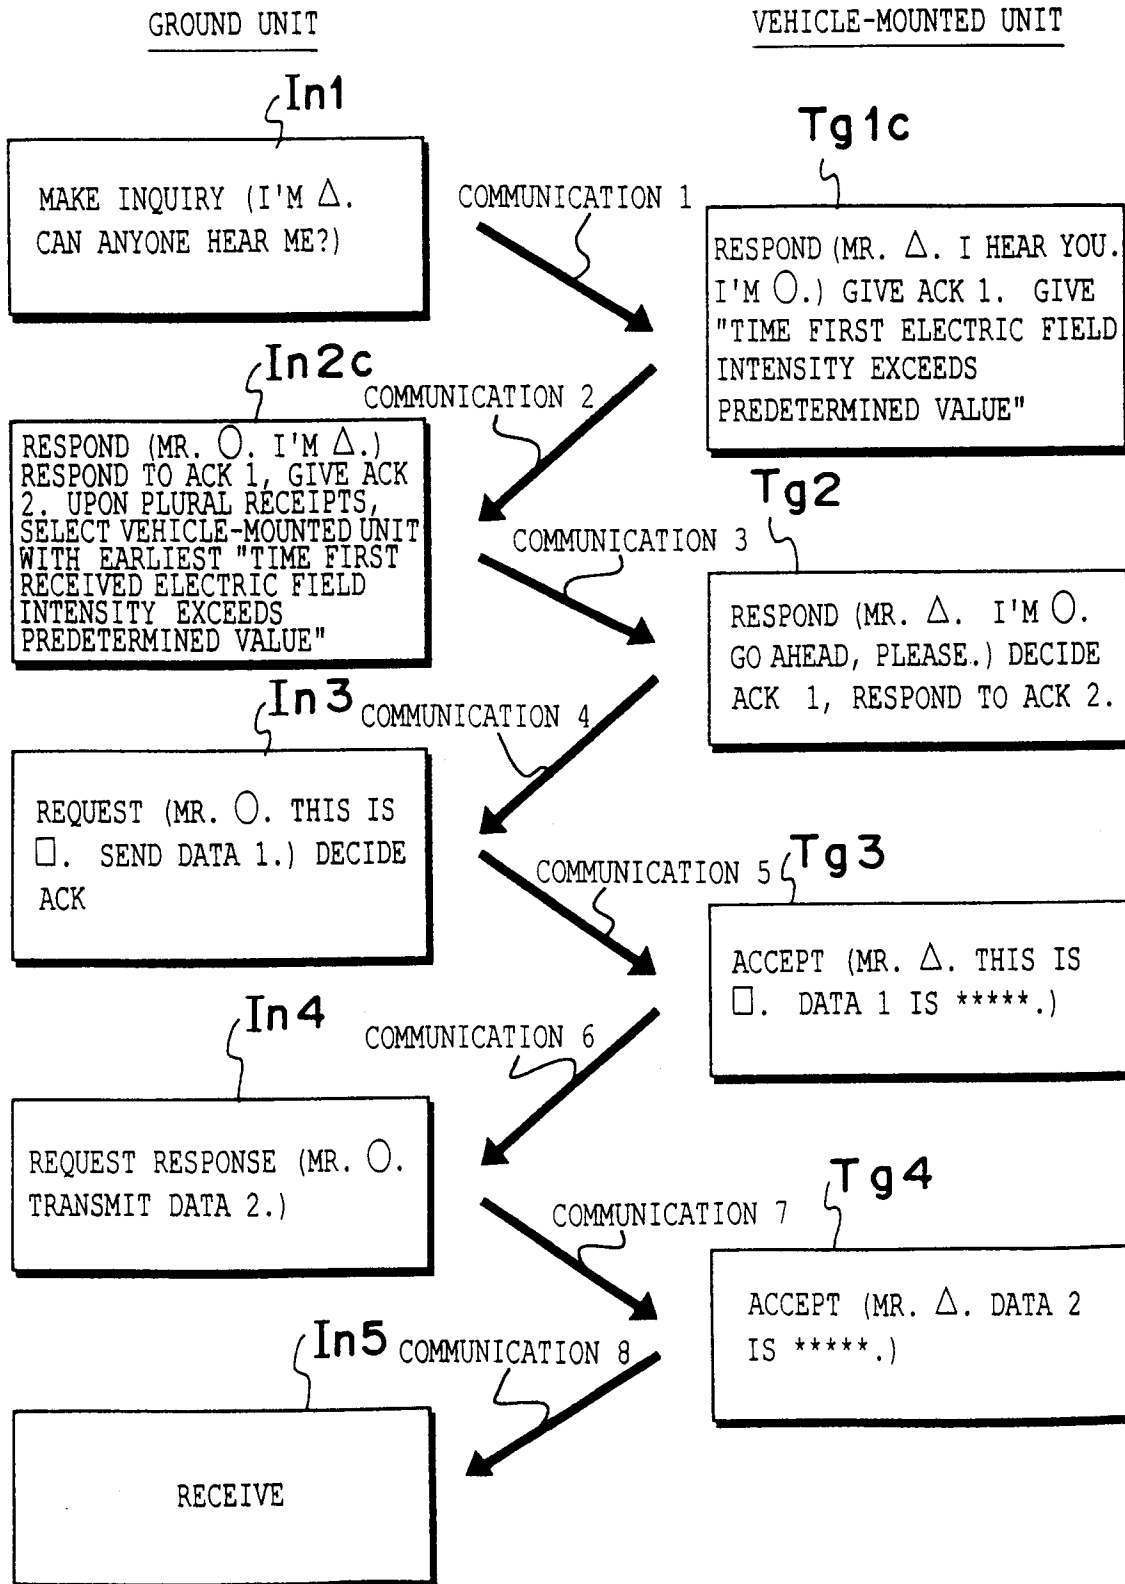 GROUND UNIT
VEHICLE-MOUNTED UNIT
In1
MAKE INQUIRY (I'M △.
CAN ANYONE HEAR ME?)
COMMUNICATION 1
Tg1c
RESPOND (MR. △. I HEAR YOU.
I'M ○.) GIVE ACK 1. GIVE
"TIME FIRST ELECTRIC FIELD
INTENSITY EXCEEDS
PREDETERMINED VALUE"
In2c
COMMUNICATION 2
RESPOND (MR. ○. I'M △.)
RESPOND TO ACK 1, GIVE ACK
2. UPON PLURAL RECEIPTS,
SELECT VEHICLE-MOUNTED UNIT
WITH EARLIEST "TIME FIRST
RECEIVED ELECTRIC FIELD
INTENSITY EXCEEDS
PREDETERMINED VALUE"
COMMUNICATION 3
Tg2
RESPOND (MR. △. I'M ○.
GO AHEAD, PLEASE.) DECIDE
ACK 1, RESPOND TO ACK 2.
In3
COMMUNICATION 4
REQUEST (MR. ○. THIS IS
□. SEND DATA 1.) DECIDE
ACK
COMMUNICATION 5
Tg3
ACCEPT (MR. △. THIS IS
□. DATA 1 IS *****.)
In4
COMMUNICATION 6
REQUEST RESPONSE (MR. ○.
TRANSMIT DATA 2.)
COMMUNICATION 7
Tg4
ACCEPT (MR. △. DATA 2
IS *****.)
In5
COMMUNICATION 8
RECEIVE